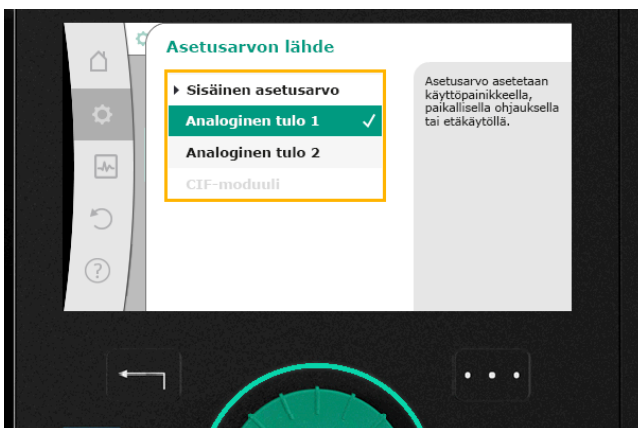 Asetusarvon lähde
Sisäinen asetusarvo
Analoginen tulo 1
Analoginen tulo 2
CIF-moduuli
Asetusarvo asetetaan
käyttöpainikkeella,
paikallisella ohjauksella
tai etäkäytöllä.
?